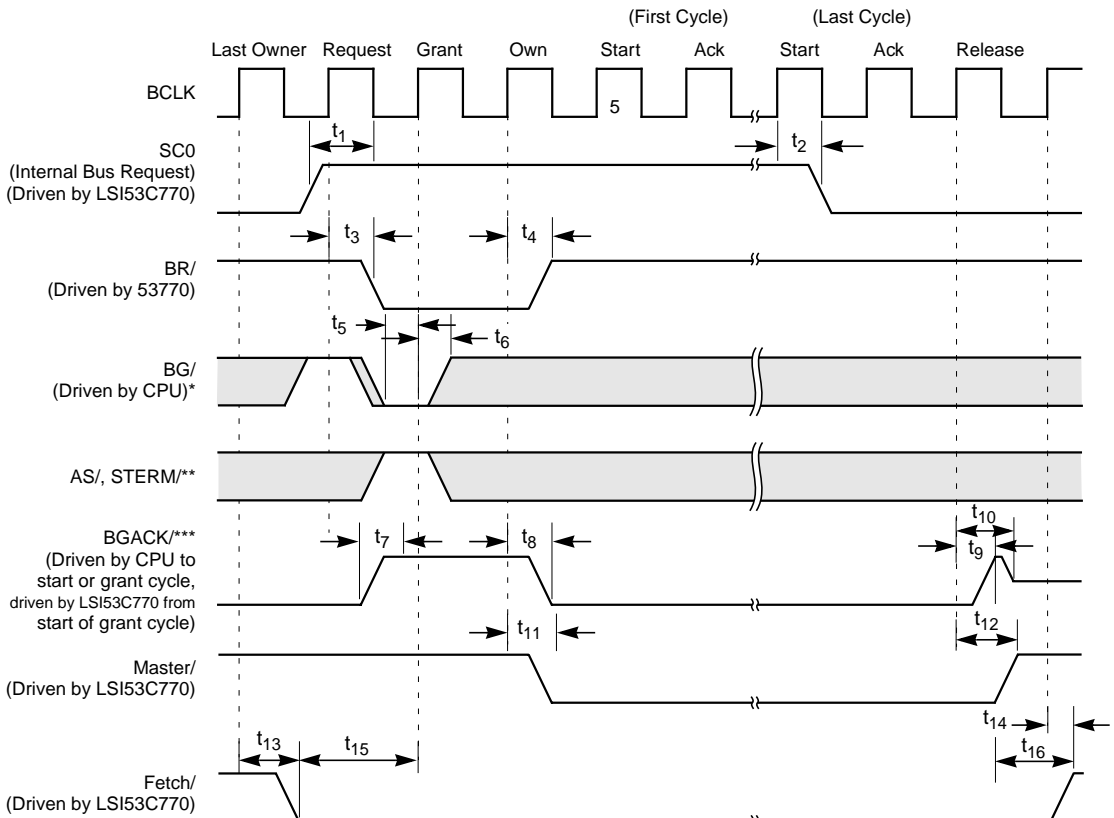 (First Cycle) (Last Cycle)
Last Owner Request Grant Own Start Ack Start Ack Release
BCLK
5
t1 t2
SC0
(Internal Bus Request)
(Driven by LSI53C770)
t3 t4
BR/
(Driven by 53770)
t5 t6
BG/
(Driven by CPU)*
AS/, STERM/**
t10
BGACK/***
t7 t8 t9
(Driven by CPU to
start or grant cycle,
driven by LSI53C770 from
start of grant cycle)
t11 t12
Master/
(Driven by LSI53C770)
t14
t13 t15 t16
Fetch/
(Driven by LSI53C770)